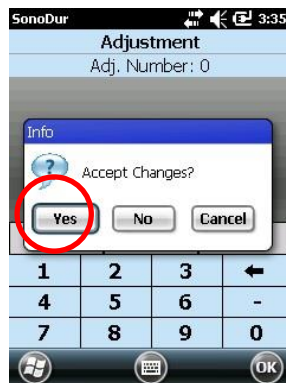 SonoDur 3:35
Adjustment
Adj. Number: 0
Info
Accept Changes?
Yes No Cancel
1 2 3
4 5 6 -
7 8 9 0
OK